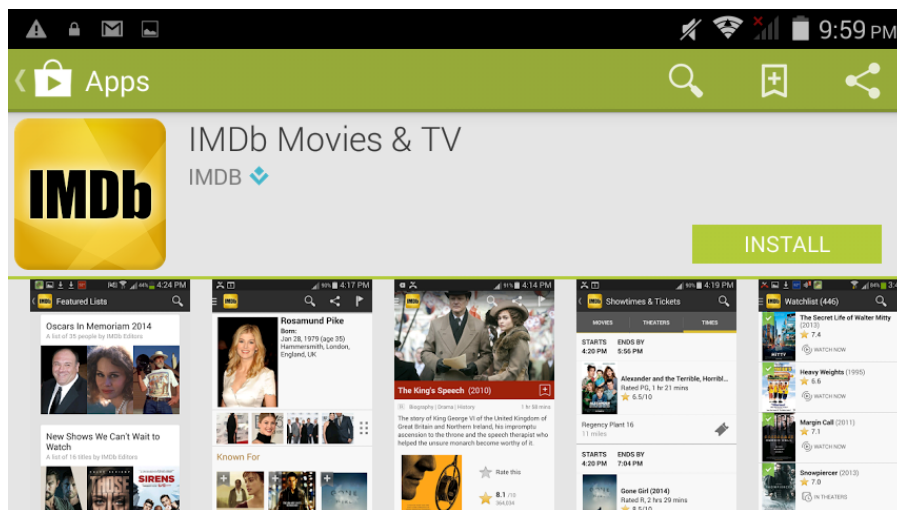 9:59 PM
Apps
IMDb
IMDb Movies & TV
IMDB
INSTALL
4:24
IMDb Featured Lists
Oscars In Memoriam 2014
A list of 35 people by IMDb Editors
New Shows We Can't Wait to
Watch
A list of 16 titles by IMDb Editors
SIRENS
4:17 PM
IMDb
Rosamund Pike
Born:
Jan 28, 1979 (age 35)
Hammersmith, London,
England, UK
Known For
4:14 PM
IMDb
The King's Speech (2010)
Biography | Drama | History
1 hr 58 mins
The story of King George VI of the United Kingdom of
Great Britain and Northern Ireland, his impromptu
ascension to the throne and the speech therapist who
helped the unsure monarch become worthy of it.
Rate this
8.1 /10
4:19 PM
IMDb Showtimes & Tickets
MOVIES THEATERS TIMES
STARTS ENDS BY
4:20 PM 5:56 PM
Alexander and the Terrible, Horribl...
Rated PG, 1 hr 21 mins
6.5/10
Regency Plant 16
11 miles
STARTS ENDS BY
4:20 PM 7:04 PM
Gone Girl (2014)
Rated R, 2 hrs 29 mins
8.5/10
IMDb Watchlist (446)
The Secret Life of Walter Mitty
(2013)
7.4
WATCH NOW
Heavy Weights (1995)
6.6
WATCH NOW
Margin Call (2011)
7.1
WATCH NOW
Snowpiercer (2013)
7.0
IN THEATERS